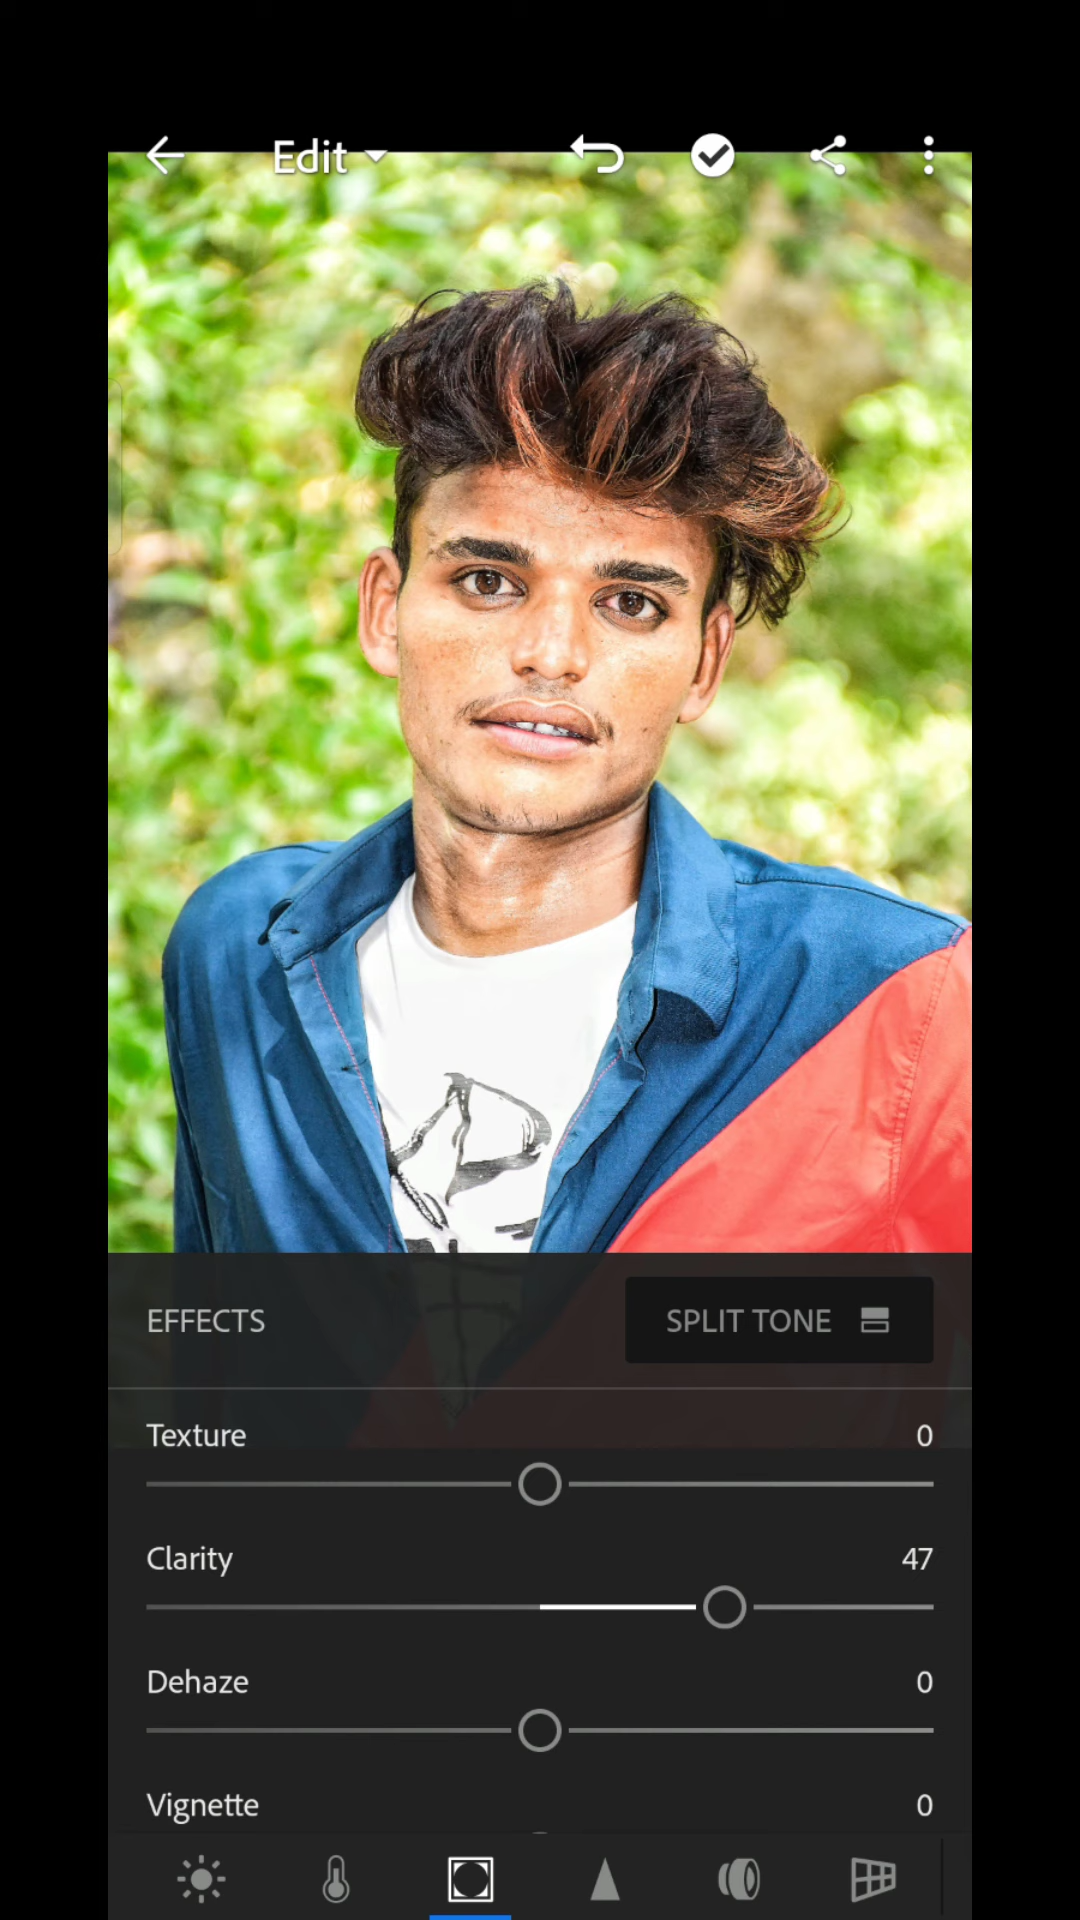 Edit
EFFECTS SPLIT TONE
Texture 0
Clarity 47
Dehaze 0
Vignette 0